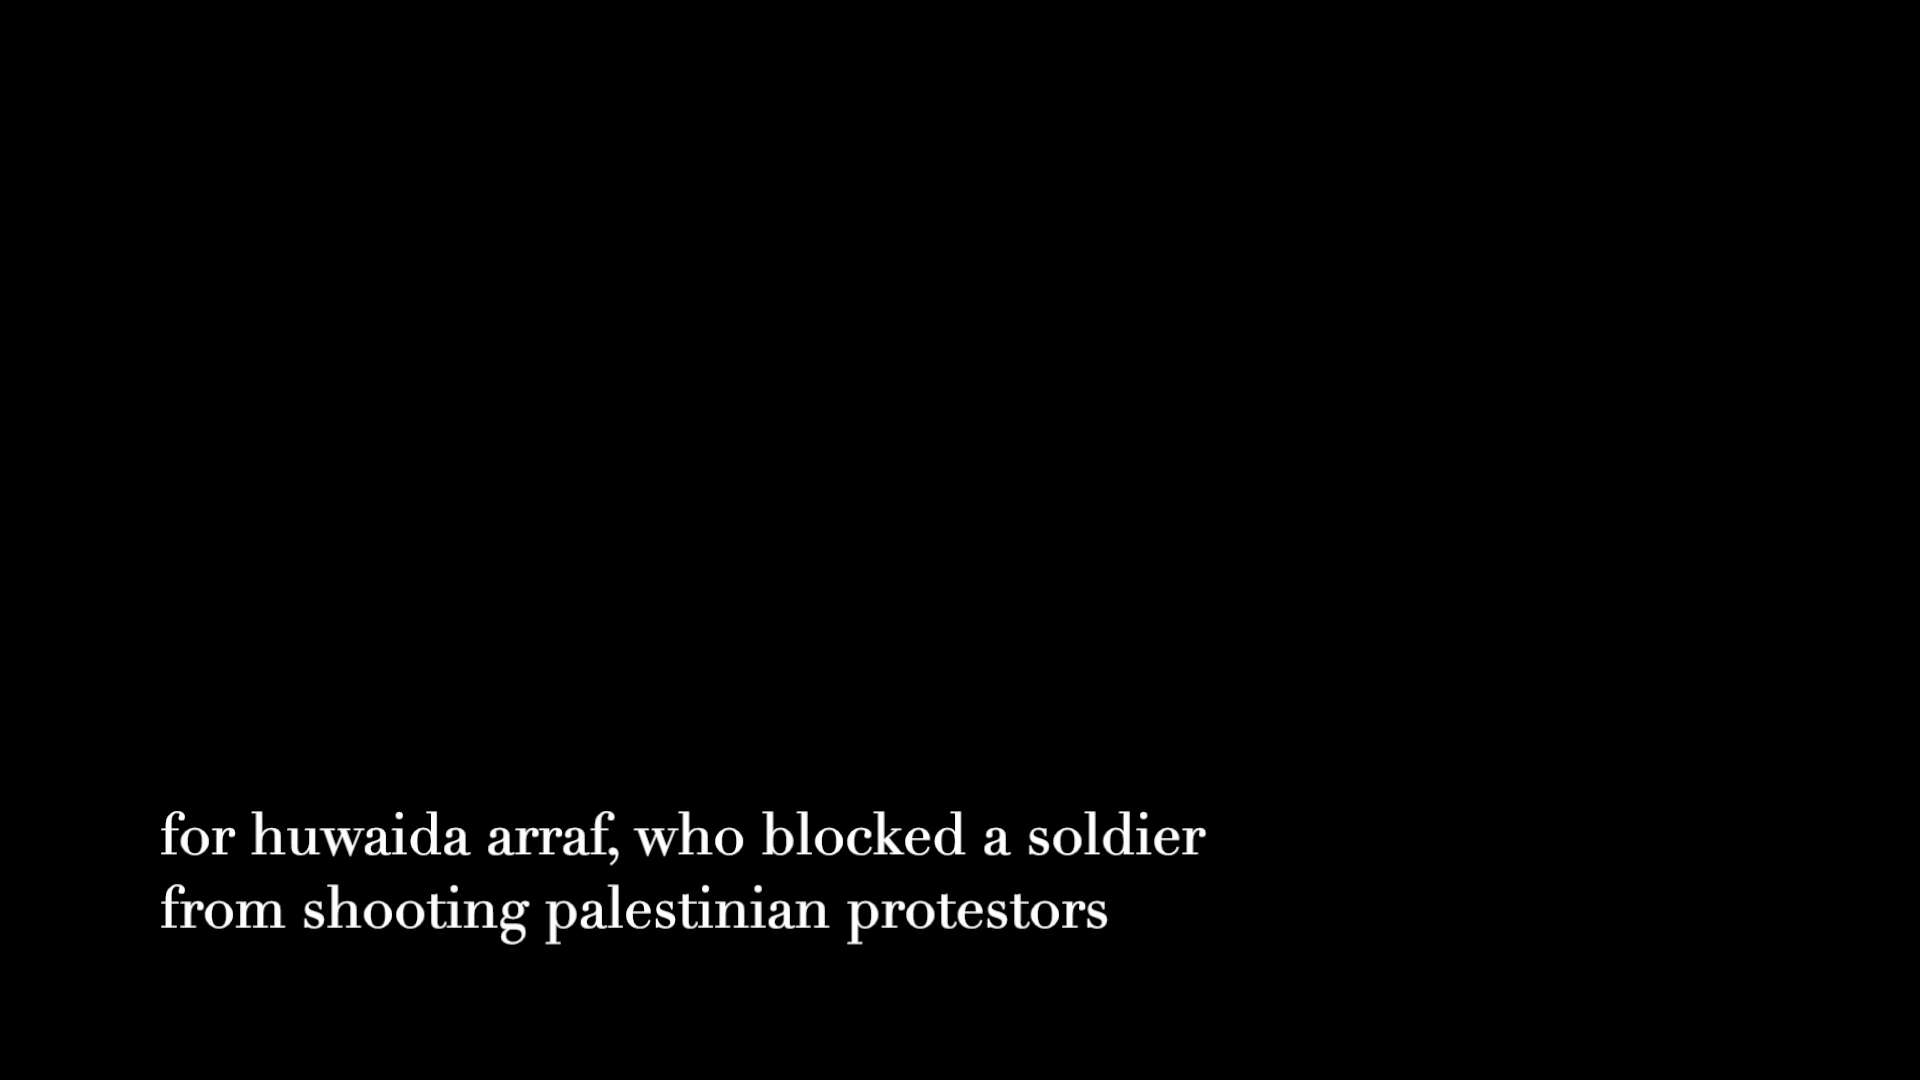 for huwaida arraf, who blocked a soldier
from shooting palestinian protestors